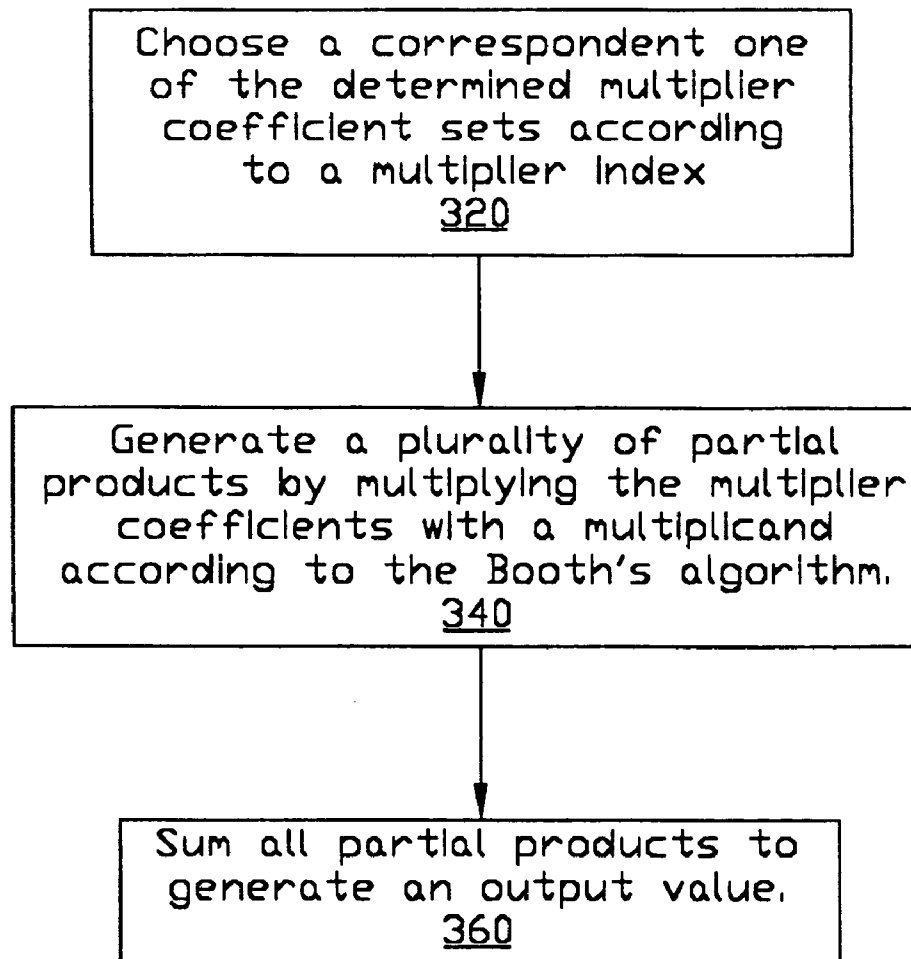 Choose a correspondent one
of the determined multiplier
coefficient sets according
to a multiplier index
320
Generate a plurality of partial
products by multiplying the multiplier
coefficients with a multiplicand
according to the Booth's algorithm.
340
Sum all partial products to
generate an output value.
360